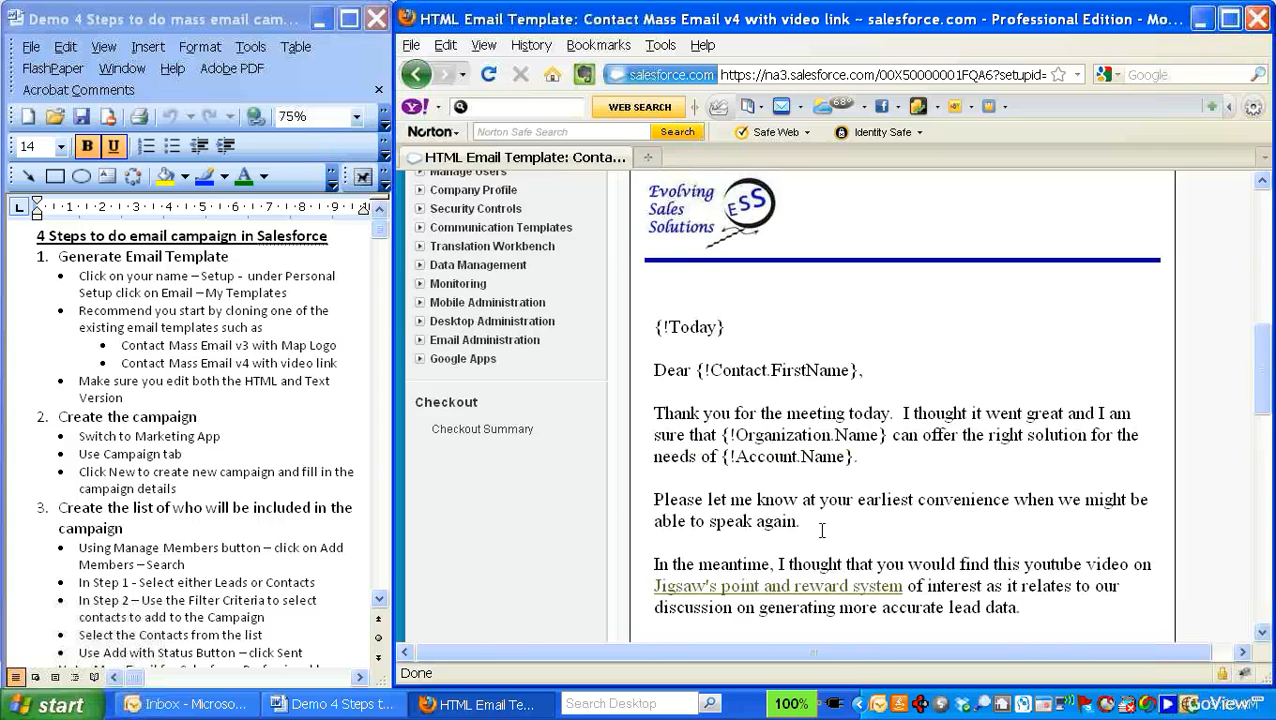 Demo 4 Steps to do mass email cam...
File Edit View Insert Format Tools Table
FlashPaper Window Help Adobe PDF
Acrobat Comments
75%
14 B U
A
L 1 2 3 4 5 6 7 8 9
4 Steps to do email campaign in Salesforce
1. Generate Email Template
• Click on your name – Setup - under Personal
Setup click on Email – My Templates
• Recommend you start by cloning one of the
existing email templates such as
• Contact Mass Email v3 with Map Logo
• Contact Mass Email v4 with video link
• Make sure you edit both the HTML and Text
Version
2. Create the campaign
• Switch to Marketing App
• Use Campaign tab
• Click New to create new campaign and fill in the
campaign details
3. Create the list of who will be included in the
campaign
• Using Manage Members button – click on Add
Members – Search
• In Step 1 - Select either Leads or Contacts
• In Step 2 – Use the Filter Criteria to select
contacts to add to the Campaign
• Select the Contacts from the list
• Use Add with Status Button – click Sent
HTML Email Template: Contact Mass Email v4 with video link ~ salesforce.com - Professional Edition - Mo...
File Edit View History Bookmarks Tools Help
salesforce.com https://na3.salesforce.com/00X50000001FQA6?setupid=
Google
Y! WEB SEARCH 68°
Norton Norton Safe Search Search Safe Web Identity Safe
HTML Email Template: Conta...
Manage Users
Company Profile
Security Controls
Communication Templates
Translation Workbench
Data Management
Monitoring
Mobile Administration
Desktop Administration
Email Administration
Google Apps
Checkout
Checkout Summary
Evolving
Sales
Solutions
ESS
{!Today}
Dear {!Contact.FirstName},
Thank you for the meeting today. I thought it went great and I am
sure that {!Organization.Name} can offer the right solution for the
needs of {!Account.Name}.
Please let me know at your earliest convenience when we might be
able to speak again.
In the meantime, I thought that you would find this youtube video on
Jigsaw's point and reward system of interest as it relates to our
discussion on generating more accurate lead data.
Done
start Inbox - Microso... Demo 4 Steps t... HTML Email Templ... Search Desktop 100%